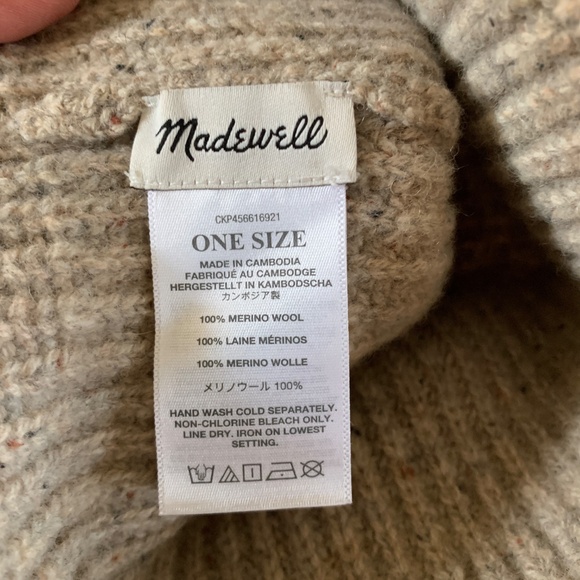 Madewell
CKP456616921
ONE SIZE
MADE IN CAMBODIA
FABRIQUÉ AU CAMBODGE
HERGESTELLT IN KAMBODSCHA
カンボジア製
100% MERINO WOOL
100% LAINE MÉRINOS
100% MERINO WOLLE
メリノウール 100%
HAND WASH COLD SEPARATELY.
NON-CHLORINE BLEACH ONLY.
LINE DRY. IRON ON LOWEST
SETTING.